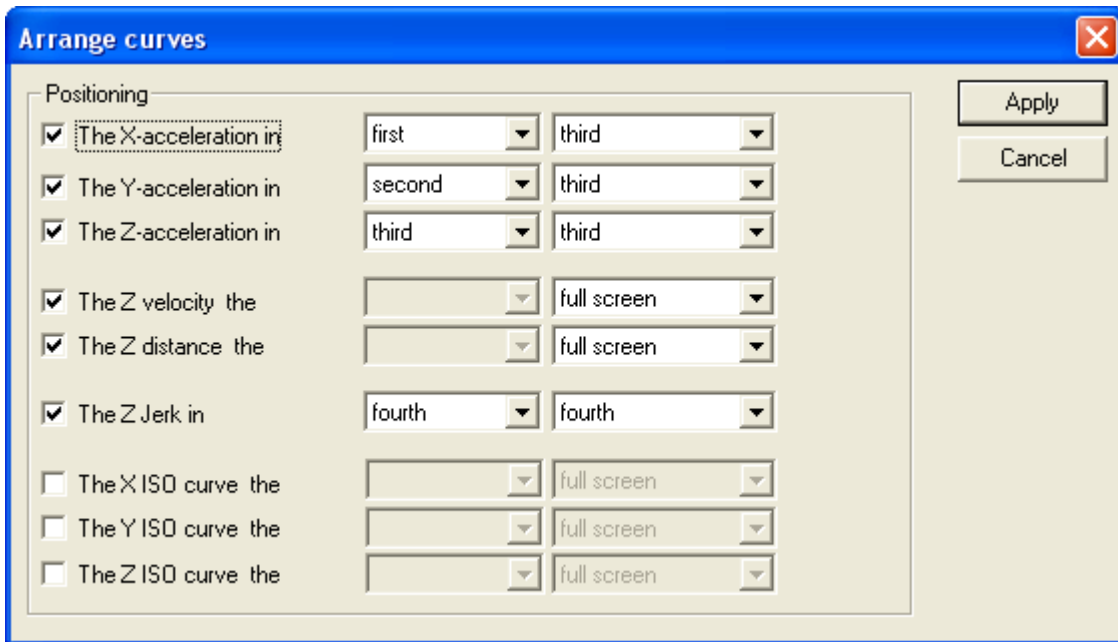 Arrange curves
Positioning
Apply
The X-acceleration in first third
Cancel
The Y-acceleration in second third
The Z-acceleration in third third
The Z velocity the full screen
The Z distance the full screen
The Z Jerk in fourth fourth
The X ISO curve the full screen
The Y ISO curve the full screen
The Z ISO curve the full screen